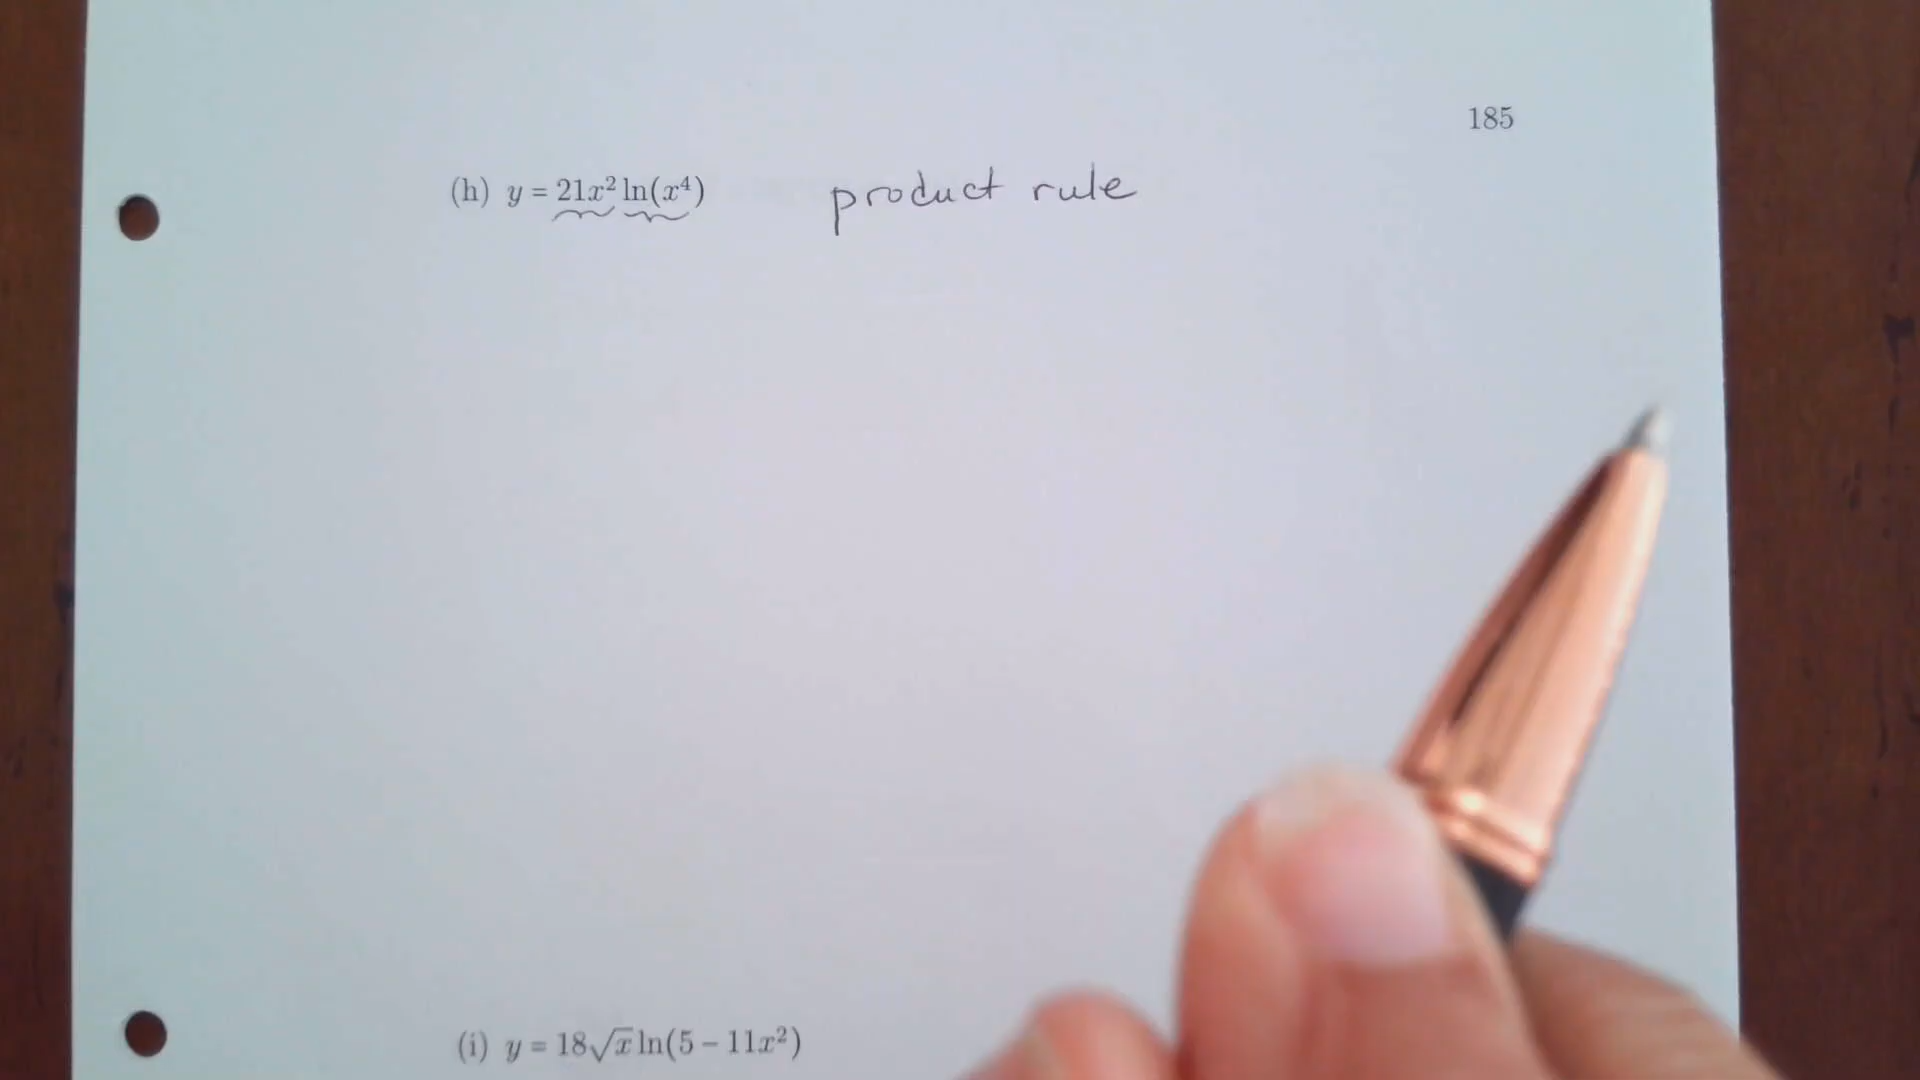 185
(h) y = 21x² ln(x⁴) product rule
(i) y = 18√x ln(5 − 11x²)